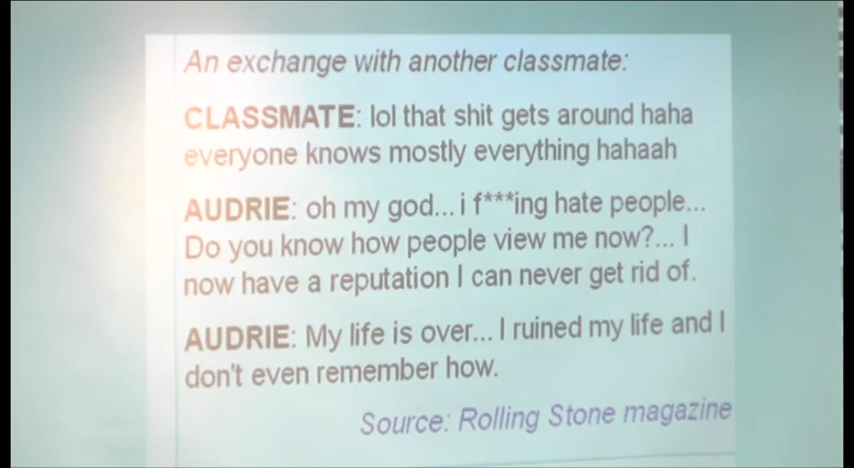 An exchange with another classmate:
CLASSMATE: lol that shit gets around haha
everyone knows mostly everything hahaah
AUDRIE: oh my god... i f***ing hate people...
Do you know how people view me now?... I
now have a reputation I can never get rid of.
AUDRIE: My life is over... I ruined my life and I
don't even remember how.
Source: Rolling Stone magazine